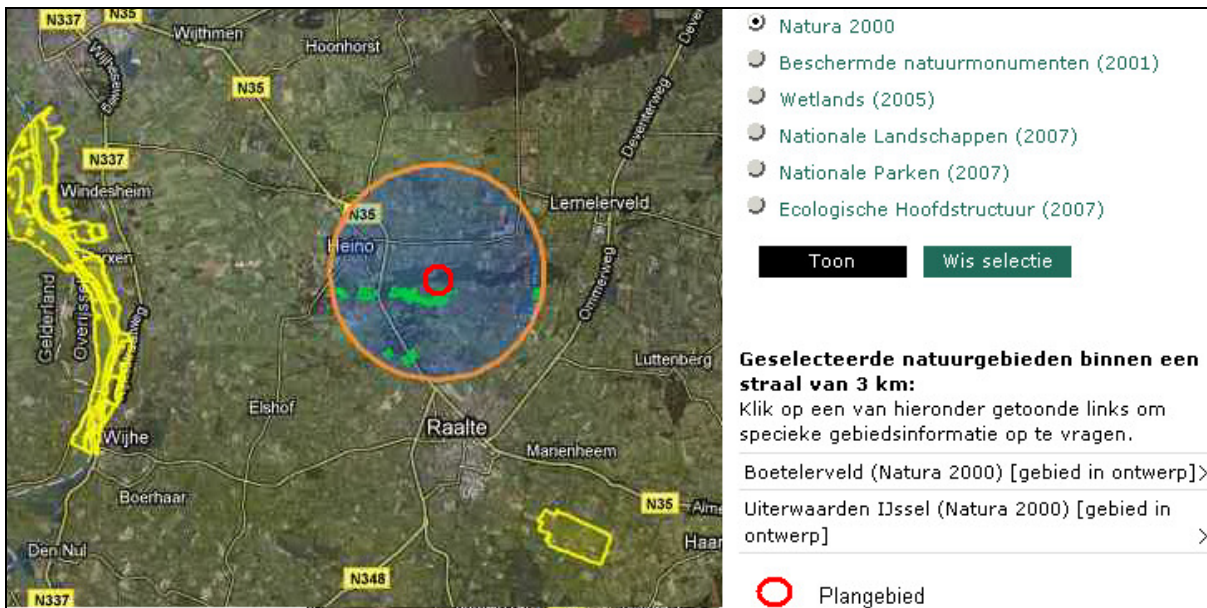 N337
N35
Wijthmen
Hoonhorst
N35
N337
Windesheim
Lemelerveld
N35
Heino
Gelderland
Overijssel
Deventerweg
Ommerweg
Luttenberg
Elshof
Raalte
Wijhe
Marienheem
Boerhaar
N35
Haar
Den Nul
N348
N337
Natura 2000
Beschermde natuurmonumenten (2001)
Wetlands (2005)
Nationale Landschappen (2007)
Nationale Parken (2007)
Ecologische Hoofdstructuur (2007)
Toon Wis selectie
Geselecteerde natuurgebieden binnen een
straal van 3 km:
Klik op een van hieronder getoonde links om
specieke gebiedsinformatie op te vragen.
Boetelerveld (Natura 2000) [gebied in ontwerp]
Uiterwaarden IJssel (Natura 2000) [gebied in
ontwerp]
Plangebied